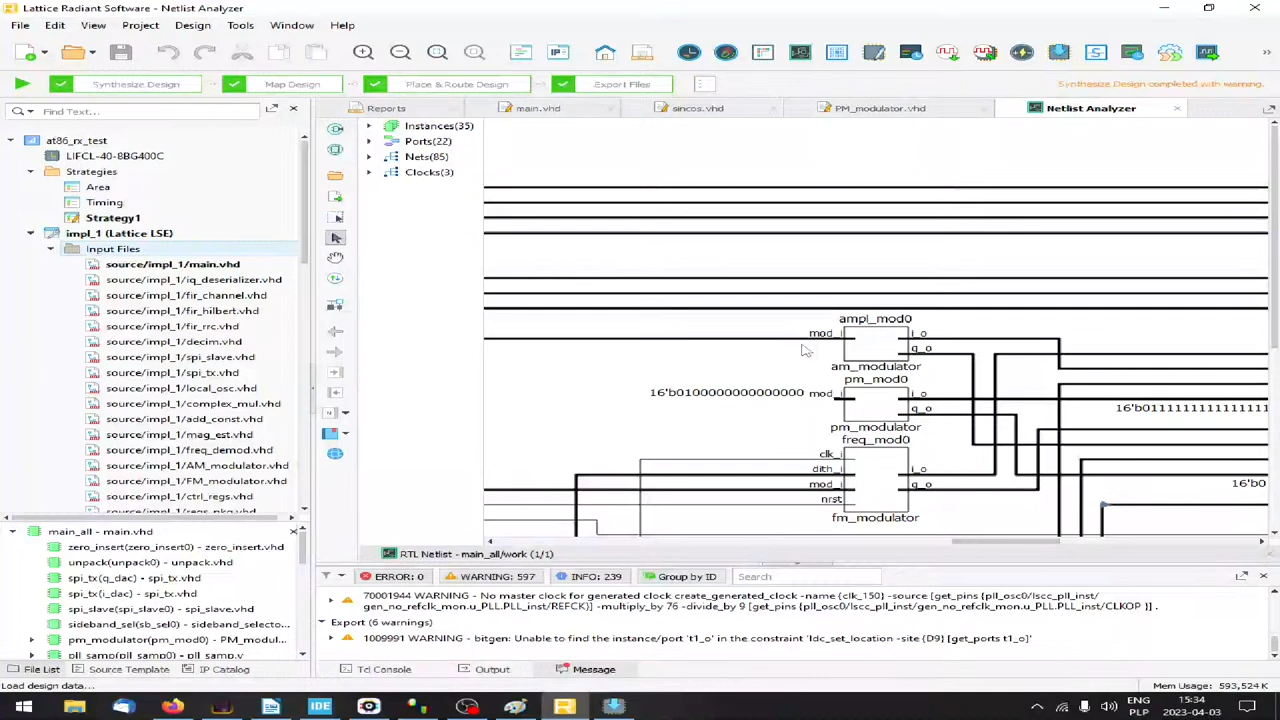 Lattice Radiant Software - Netlist Analyzer
File Edit View Project Design Tools Window Help
Synthesize Design Map Design Place & Route Design Export Files
Synthesize Design completed with warning.
Find Text...
Reports main.vhd sincos.vhd PM_modulator.vhd Netlist Analyzer
at86_rx_test
LIFCL-40-8BG400C
Strategies
Area
Timing
Strategy1
impl_1 (Lattice LSE)
Input Files
source/impl_1/main.vhd
source/impl_1/iq_deserializer.vhd
source/impl_1/fir_channel.vhd
source/impl_1/fir_hilbert.vhd
source/impl_1/fir_rrc.vhd
source/impl_1/decim.vhd
source/impl_1/spi_slave.vhd
source/impl_1/spi_tx.vhd
source/impl_1/local_osc.vhd
source/impl_1/complex_mul.vhd
source/impl_1/add_const.vhd
source/impl_1/mag_est.vhd
source/impl_1/freq_demod.vhd
source/impl_1/AM_modulator.vhd
source/impl_1/FM_modulator.vhd
source/impl_1/ctrl_regs.vhd
source/impl_1/regs_pkg.vhd
main_all - main.vhd
zero_insert(zero_insert0) - zero_insert.vhd
unpack(unpack0) - unpack.vhd
spi_tx(q_dac) - spi_tx.vhd
spi_tx(i_dac) - spi_tx.vhd
spi_slave(spi_slave0) - spi_slave.vhd
sideband_sel(sb_sel0) - sideband_selecto...
pm_modulator(pm_mod0) - PM_modul...
pll_samp(pll_samp0) - pll_samp.v
File List Source Template IP Catalog
Instances(35)
Ports(22)
Nets(85)
Clocks(3)
ampl_mod0
mod_i i_o
q_o
am_modulator
pm_mod0
16'b0100000000000000 mod_i i_o
q_o
16'b0111111111111111
pm_modulator
freq_mod0
clk_i
dith_i i_o
mod_i q_o
16'b0
nrst
fm_modulator
RTL Netlist - main_all/work (1/1)
ERROR: 0 WARNING: 597 INFO: 239 Group by ID Search
70001944 WARNING - No master clock for generated clock create_generated_clock -name {clk_150} -source [get_pins {pll_osc0/lscc_pll_inst/
gen_no_refclk_mon.u_PLL.PLL_inst/REFCK}] -multiply_by 76 -divide_by 9 [get_pins {pll_osc0/lscc_pll_inst/gen_no_refclk_mon.u_PLL.PLL_inst/CLKOP }] .
Export (6 warnings)
1009991 WARNING - bitgen: Unable to find the instance/port 't1_o' in the constraint 'ldc_set_location -site {D9} [get_ports t1_o]'
Tcl Console Output Message
Load design data...
Mem Usage: 593,524 K
IDE
ENG
PLP
15:34
2023-04-03